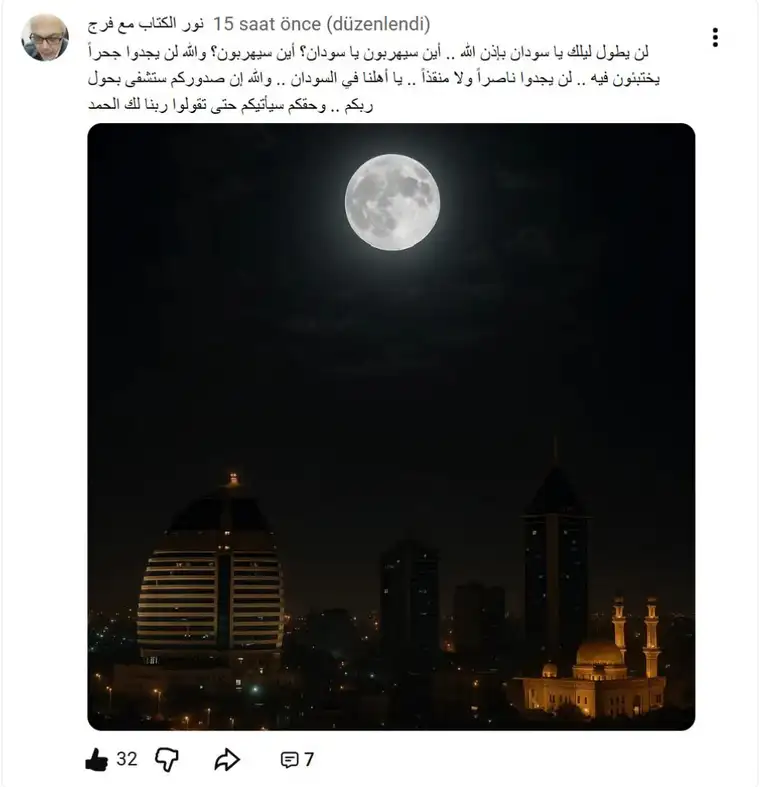 نور الكتاب مع فرج 15 saat önce (düzenlendi)
لن يطول ليلك يا سودان بإذن الله .. أين سيهربون يا سودان؟ أين سيهربون؟ والله لن يجدوا جحراً
يختبئون فيه .. لن يجدوا ناصراً ولا منقذاً .. يا أهلنا في السودان .. والله إن صدوركم ستشفى بحول
ربكم .. وحقكم سيأتيكم حتى تقولوا ربنا لك الحمد
32 7